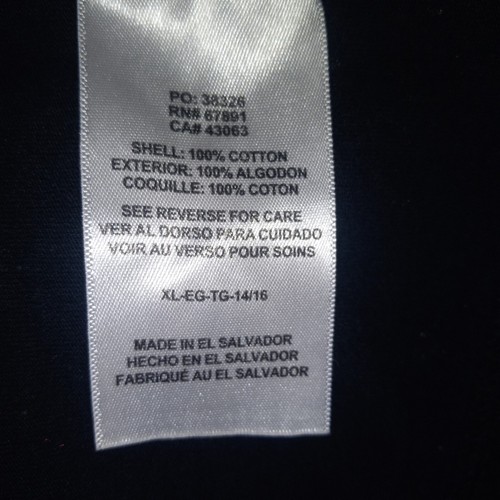 PO: 38326
RN# 67891
CA# 43063
SHELL: 100% COTTON
EXTERIOR: 100% ALGODON
COQUILLE: 100% COTON
SEE REVERSE FOR CARE
VER AL DORSO PARA CUIDADO
VOIR AU VERSO POUR SOINS
XL-EG-TG-14/16
MADE IN EL SALVADOR
HECHO EN EL SALVADOR
FABRIQUÉ AU EL SALVADOR